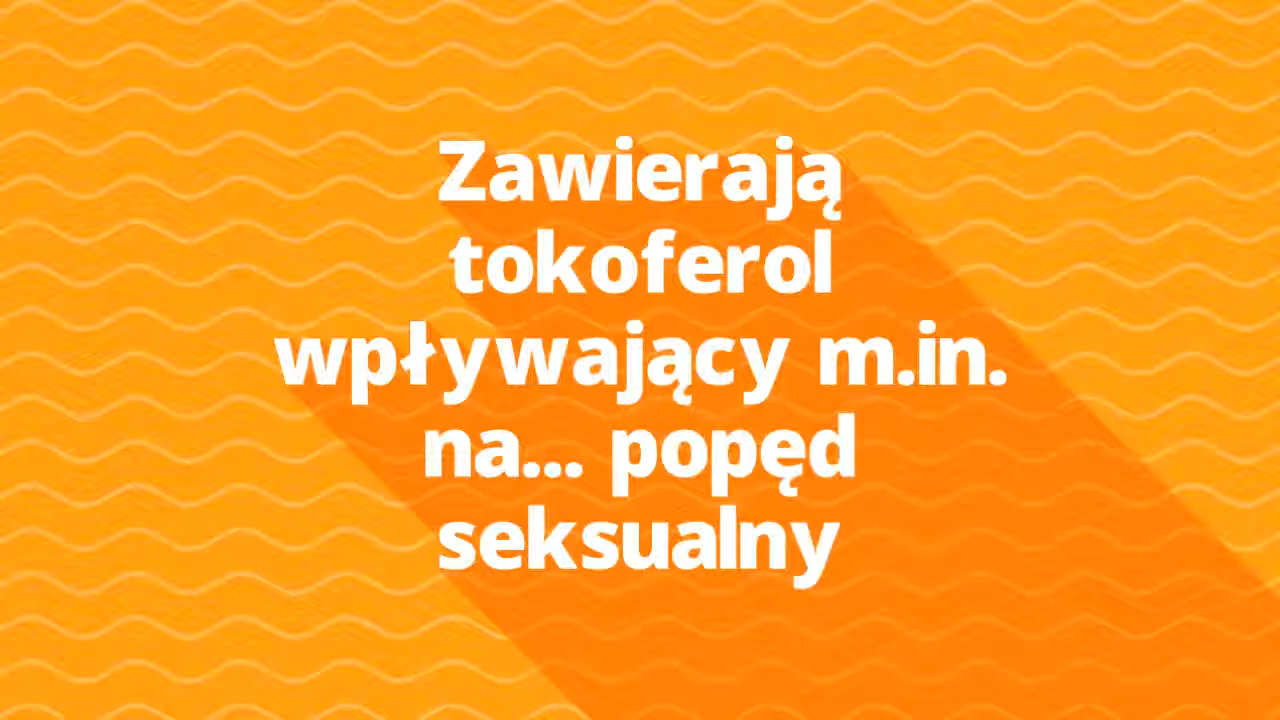 Zawierają
tokoferol
wpływający m.in.
na... popęd
seksualny